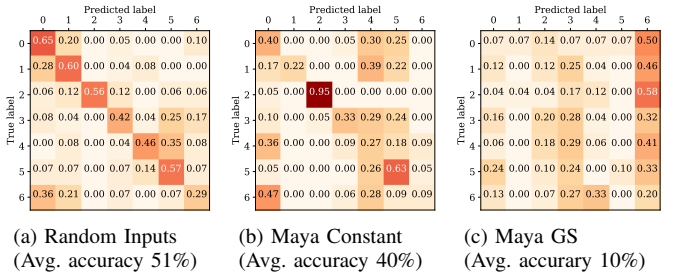 Predicted label
0 1 2 3 4 5 6
True label
0 0.65 0.20 0.00 0.05 0.00 0.00 0.10
1 0.28 0.60 0.00 0.04 0.00 0.00 0.08
2 0.06 0.12 0.56 0.12 0.00 0.06 0.06
3 0.08 0.04 0.00 0.42 0.04 0.25 0.17
4 0.00 0.08 0.00 0.04 0.46 0.35 0.08
5 0.07 0.07 0.00 0.07 0.14 0.57 0.07
6 0.36 0.21 0.00 0.07 0.00 0.07 0.29
(a) Random Inputs
(Avg. accuracy 51%)
Predicted label
0 1 2 3 4 5 6
True label
0 0.40 0.00 0.00 0.05 0.30 0.25 0.00
1 0.17 0.22 0.00 0.00 0.39 0.22 0.00
2 0.05 0.00 0.95 0.00 0.00 0.00 0.00
3 0.10 0.00 0.05 0.33 0.29 0.24 0.00
4 0.36 0.00 0.00 0.09 0.27 0.18 0.09
5 0.05 0.00 0.00 0.00 0.26 0.63 0.05
6 0.47 0.00 0.00 0.06 0.28 0.09 0.09
(b) Maya Constant
(Avg. accuracy 40%)
Predicted label
0 1 2 3 4 5 6
True label
0 0.07 0.07 0.14 0.07 0.07 0.07 0.50
1 0.12 0.00 0.12 0.25 0.04 0.00 0.46
2 0.04 0.04 0.04 0.17 0.12 0.00 0.58
3 0.16 0.00 0.20 0.28 0.04 0.00 0.32
4 0.06 0.00 0.18 0.29 0.06 0.00 0.41
5 0.24 0.00 0.10 0.24 0.00 0.10 0.33
6 0.13 0.00 0.07 0.27 0.33 0.00 0.20
(c) Maya GS
(Avg. accurary 10%)